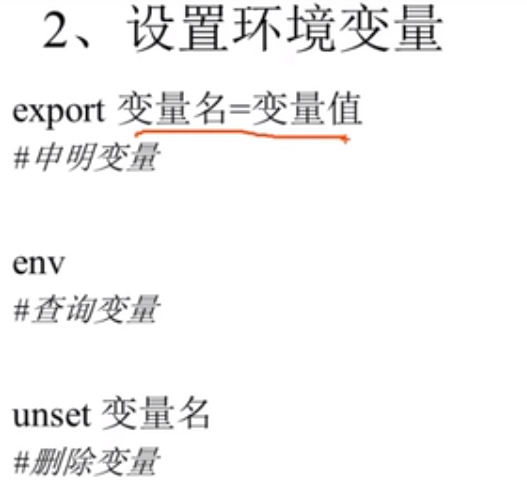 2、设置环境变量
export 变量名=变量值
#申明变量
env
#查询变量
unset 变量名
#删除变量